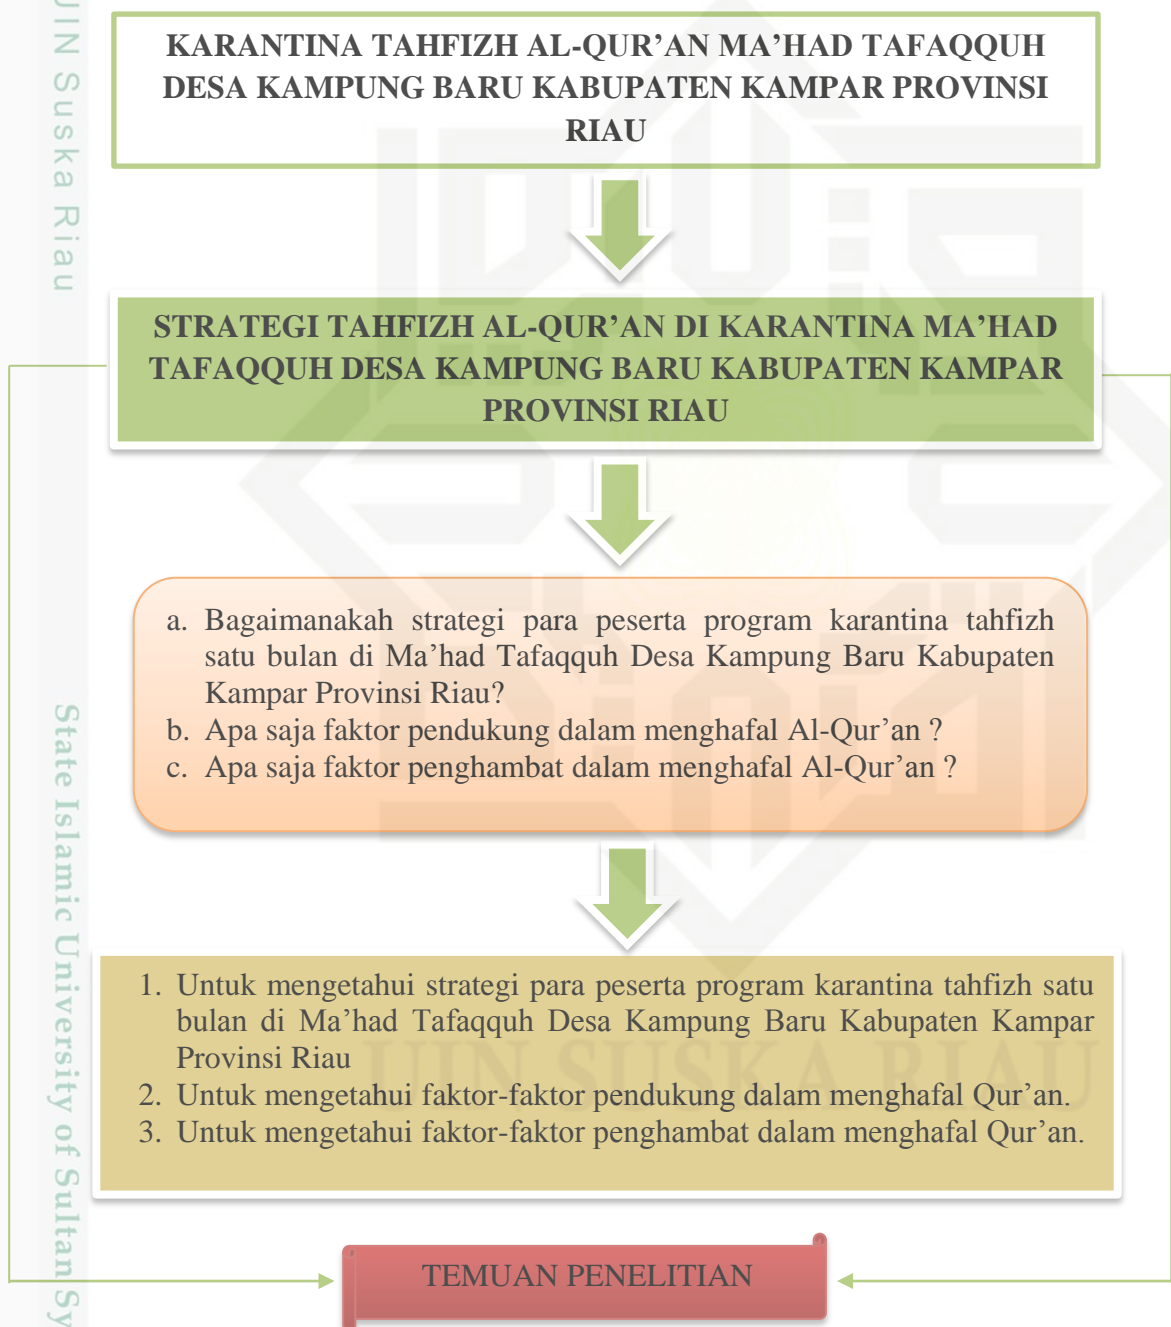 KARANTINA TAHFIZH AL-QUR’AN MA’HAD TAFAQQUH
DESA KAMPUNG BARU KABUPATEN KAMPAR PROVINSI
RIAU
STRATEGI TAHFIZH AL-QUR’AN DI KARANTINA MA’HAD
TAFAQQUH DESA KAMPUNG BARU KABUPATEN KAMPAR
PROVINSI RIAU
a. Bagaimanakah strategi para peserta program karantina tahfizh
satu bulan di Ma’had Tafaqquh Desa Kampung Baru Kabupaten
Kampar Provinsi Riau?
b. Apa saja faktor pendukung dalam menghafal Al-Qur’an ?
c. Apa saja faktor penghambat dalam menghafal Al-Qur’an ?
1. Untuk mengetahui strategi para peserta program karantina tahfizh satu
bulan di Ma’had Tafaqquh Desa Kampung Baru Kabupaten Kampar
Provinsi Riau
2. Untuk mengetahui faktor-faktor pendukung dalam menghafal Qur’an.
3. Untuk mengetahui faktor-faktor penghambat dalam menghafal Qur’an.
TEMUAN PENELITIAN
UIN Suska Riau
State Islamic University of Sultan Sy
UIN SUSKA RIAU